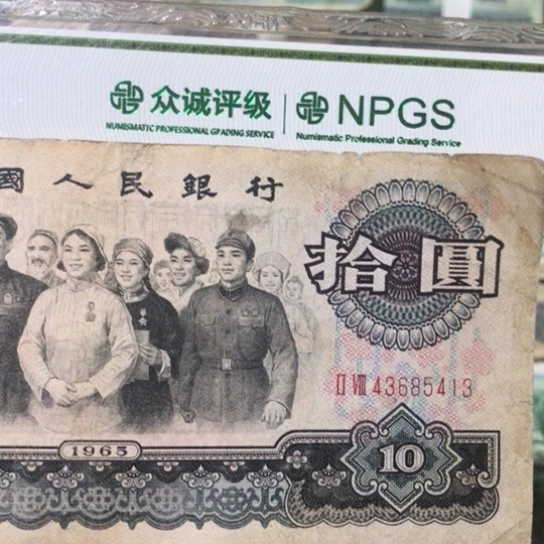 众诚评级 NPGS
NUMISMATIC PROFESSIONAL GRADING SERVICE Numismatic Professional Grading Service
國人民銀行
拾圓
II VIII 43685413
1965
10